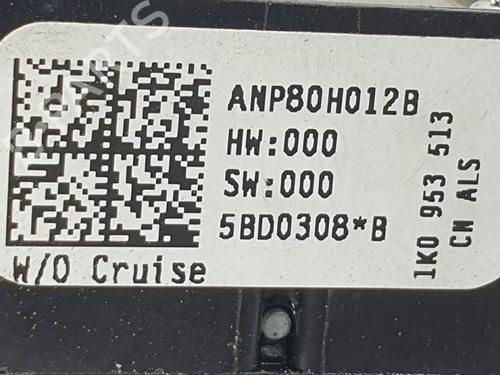 ANP80H012B
HW:000
SW:000
5BD0308*B
W/O Cruise
1K0 953 513
CN ALS